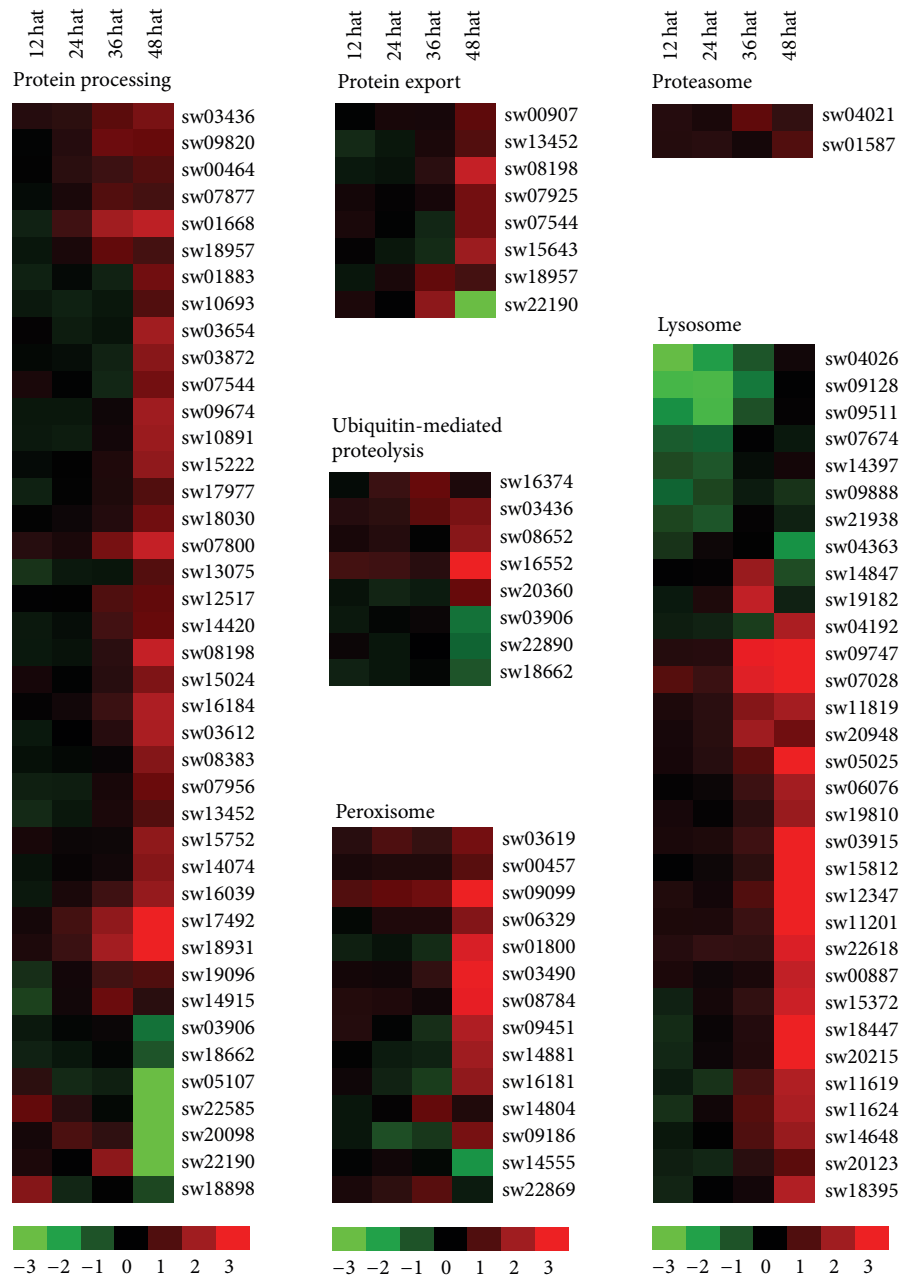 12 hat 24 hat 36 hat 48 hat
Protein processing
sw03436
sw09820
sw00464
sw07877
sw01668
sw18957
sw01883
sw10693
sw03654
sw03872
sw07544
sw09674
sw10891
sw15222
sw17977
sw18030
sw07800
sw13075
sw12517
sw14420
sw08198
sw15024
sw16184
sw03612
sw08383
sw07956
sw13452
sw15752
sw14074
sw16039
sw17492
sw18931
sw19096
sw14915
sw03906
sw18662
sw05107
sw22585
sw20098
sw22190
sw18898
−3 −2 −1 0 1 2 3
12 hat 24 hat 36 hat 48 hat
Protein export
sw00907
sw13452
sw08198
sw07925
sw07544
sw15643
sw18957
sw22190
Ubiquitin-mediated
proteolysis
sw16374
sw03436
sw08652
sw16552
sw20360
sw03906
sw22890
sw18662
Peroxisome
sw03619
sw00457
sw09099
sw06329
sw01800
sw03490
sw08784
sw09451
sw14881
sw16181
sw14804
sw09186
sw14555
sw22869
−3 −2 −1 0 1 2 3
12 hat 24 hat 36 hat 48 hat
Proteasome
sw04021
sw01587
Lysosome
sw04026
sw09128
sw09511
sw07674
sw14397
sw09888
sw21938
sw04363
sw14847
sw19182
sw04192
sw09747
sw07028
sw11819
sw20948
sw05025
sw06076
sw19810
sw03915
sw15812
sw12347
sw11201
sw22618
sw00887
sw15372
sw18447
sw20215
sw11619
sw11624
sw14648
sw20123
sw18395
−3 −2 −1 0 1 2 3